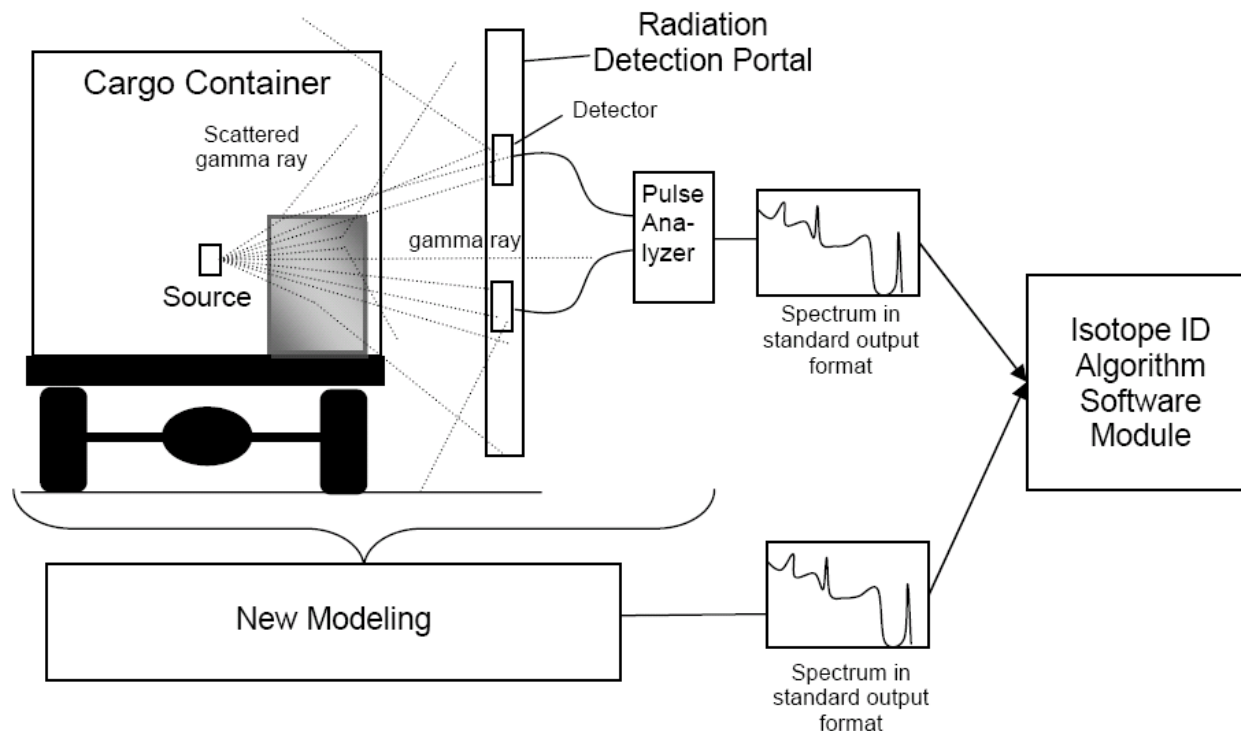 Radiation
Detection Portal
Cargo Container
Detector
Scattered
gamma ray
Pulse
Ana-
lyzer
gamma ray
Source
Spectrum in
standard output
format
Isotope ID
Algorithm
Software
Module
New Modeling
Spectrum in
standard output
format